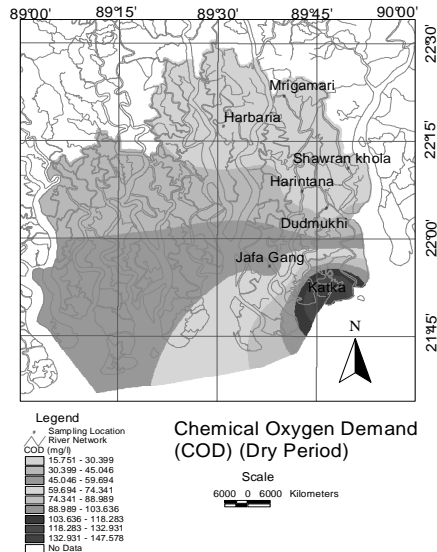 89°00' 89°15' 89°30' 89°45' 90°00'
22°30'
Mrigamari
Harbaria
22°15'
Shawran khola
Harintana
Dudmukhi
22°00'
Jafa Gang
Katka
21°45'
N
Legend
Sampling Location
River Network
COD (mg/l)
15.751 - 30.399
30.399 - 45.046
45.046 - 59.694
59.694 - 74.341
74.341 - 88.989
88.989 - 103.636
103.636 - 118.283
118.283 - 132.931
132.931 - 147.578
No Data
Chemical Oxygen Demand
(COD) (Dry Period)
Scale
6000 0 6000 Kilometers